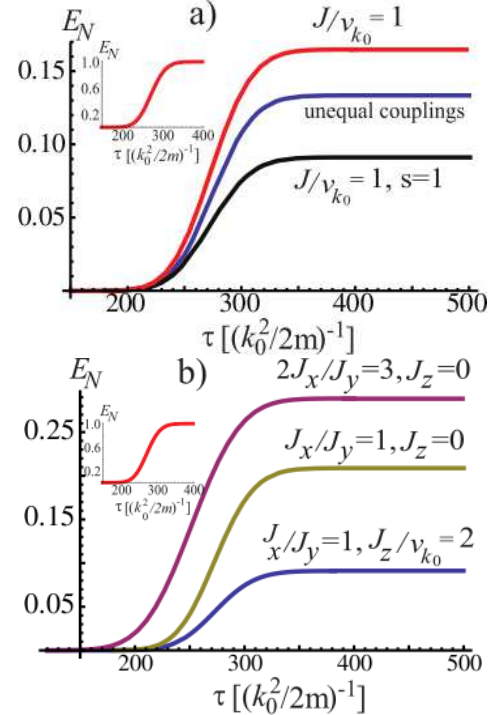 a)
E_N
J/v_{k_0} = 1
0.15
0.10
0.05
unequal couplings
J/v_{k_0} = 1, s=1
200 300 400 500
τ [(k_0^2/2m)^{-1}]
E_N
1.0
0.8
0.6
0.2
200 300 400
τ [(k_0^2/2m)^{-1}]
b)
E_N
2J_x/J_y=3, J_z=0
0.25
0.15
0.05
J_x/J_y=1, J_z=0
J_x/J_y=1, J_z/v_{k_0} = 2
200 300 400 500
τ [(k_0^2/2m)^{-1}]
E_N
1.0
0.6
0.2
200 300 400
τ [(k_0^2/2m)^{-1}]